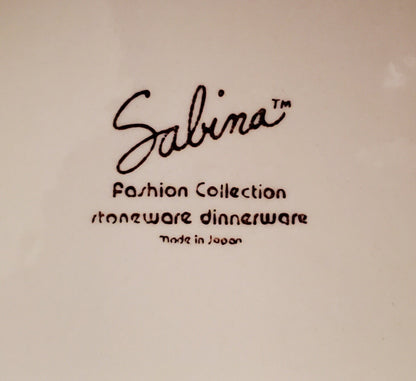 Sabina™
Fashion Collection
stoneware dinnerware
made in Japan